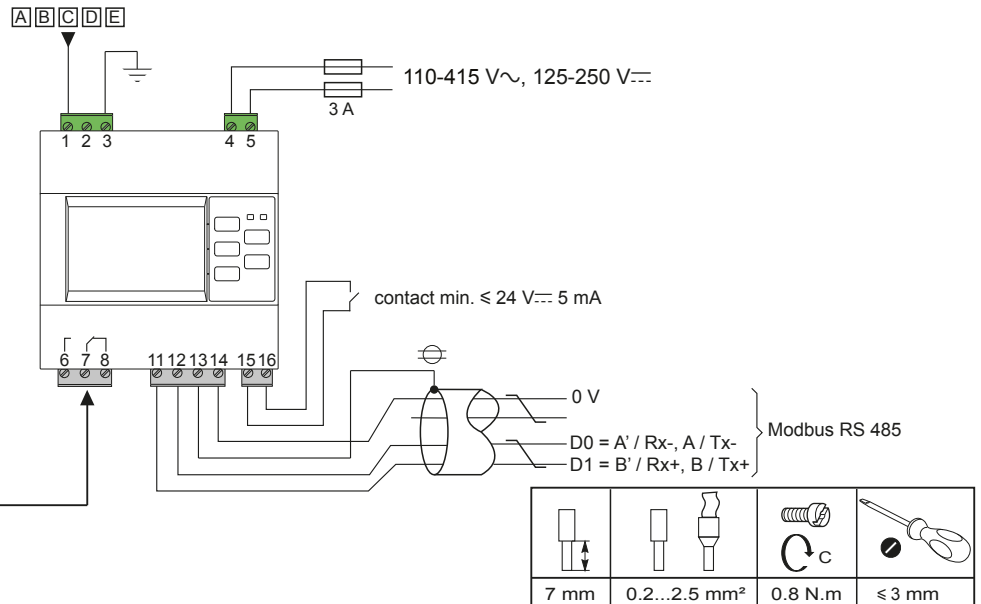 A B C D E
110-415 V∼, 125-250 V⎓
3 A
1 2 3
4 5
contact min. ≤ 24 V⎓ 5 mA
6 7 8
11 12 13 14
15 16
0 V
D0 = A' / Rx-, A / Tx-
D1 = B' / Rx+, B / Tx+
Modbus RS 485
C
7 mm
0.2...2.5 mm²
0.8 N.m
≤ 3 mm